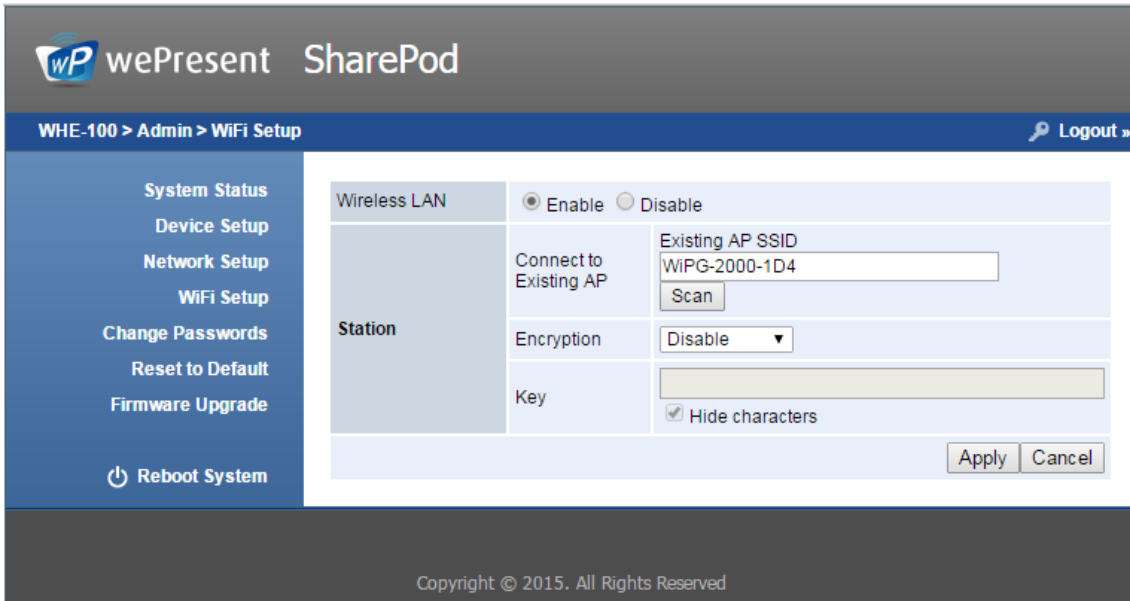 wP wePresent SharePod
WHE-100 > Admin > WiFi Setup
Logout »
System Status
Device Setup
Network Setup
WiFi Setup
Change Passwords
Reset to Default
Firmware Upgrade
Reboot System
Wireless LAN
Enable Disable
Station
Connect to
Existing AP
Existing AP SSID
WiPG-2000-1D4
Scan
Encryption
Disable
Key
Hide characters
Apply Cancel
Copyright © 2015. All Rights Reserved